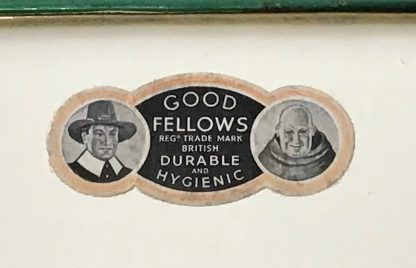 GOOD
FELLOWS
REGD TRADE MARK
BRITISH
DURABLE
AND
HYGIENIC